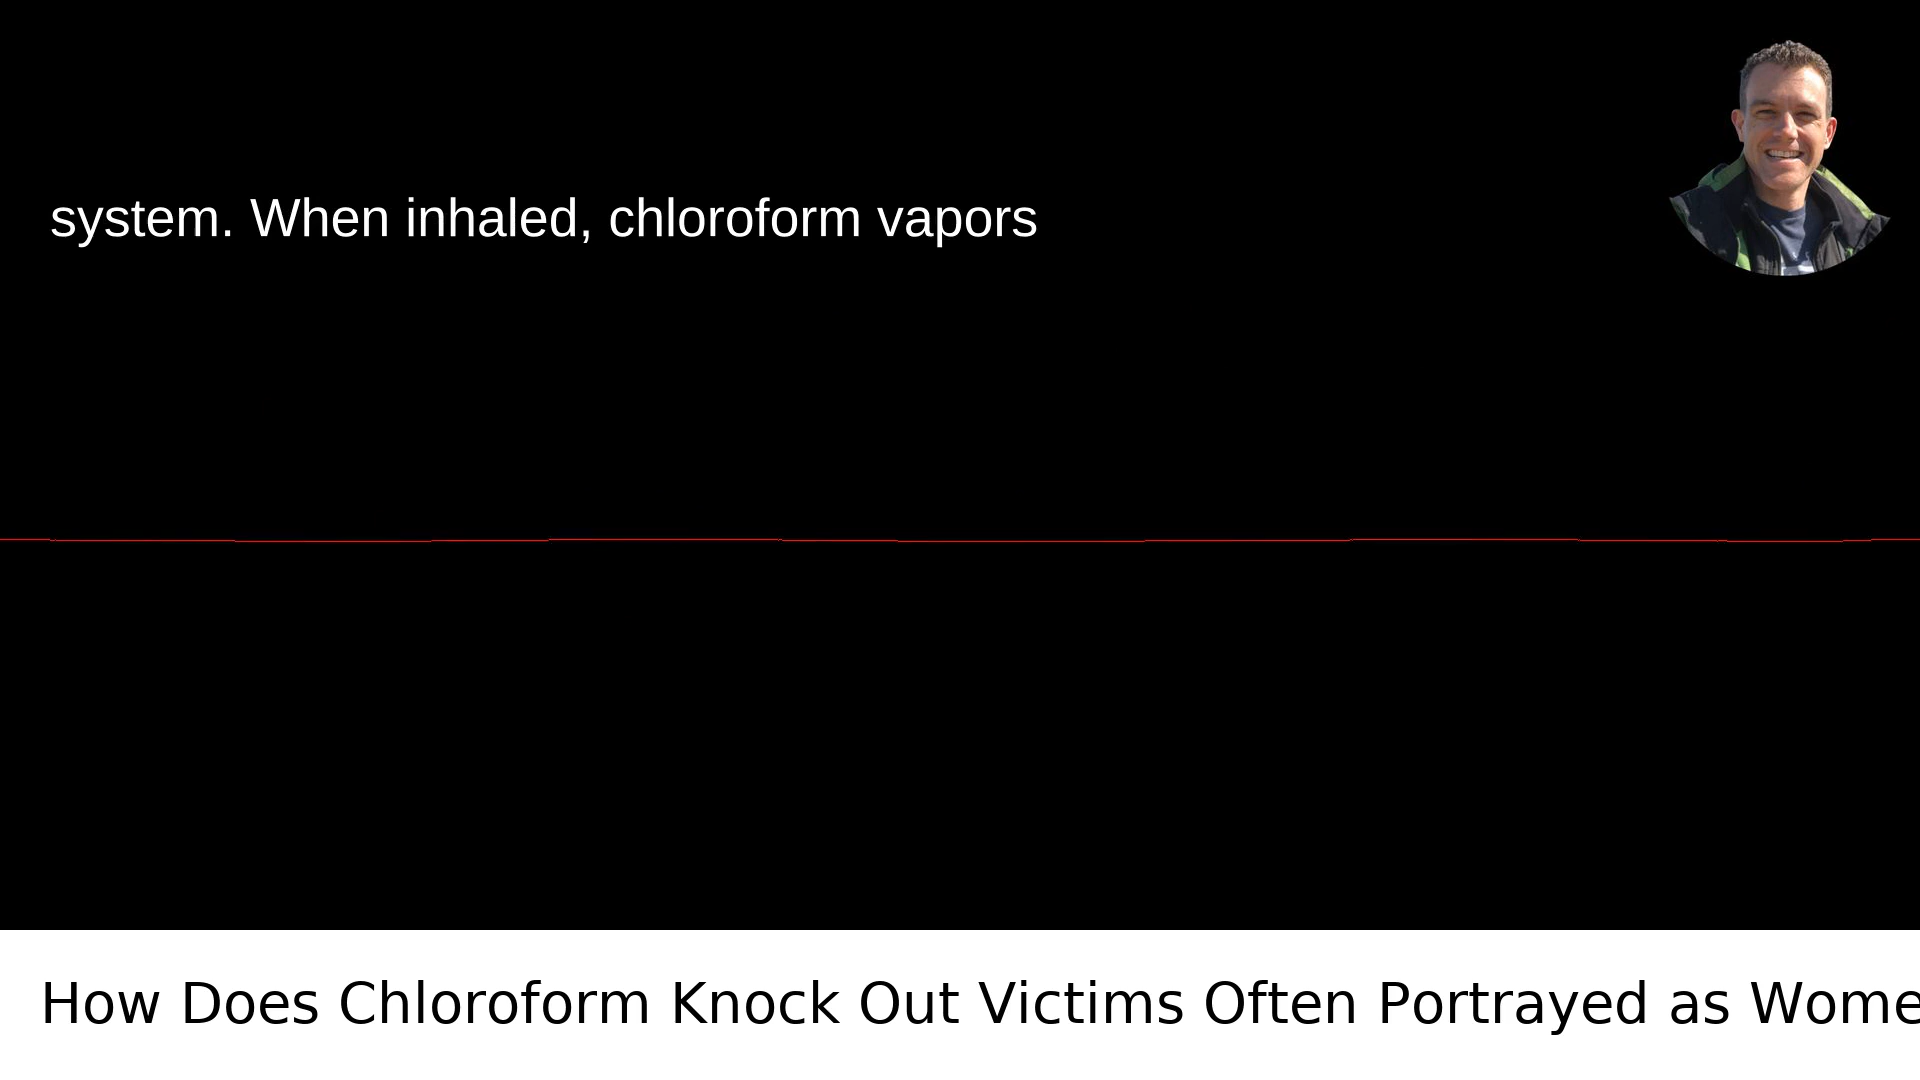 system. When inhaled, chloroform vapors
How Does Chloroform Knock Out Victims Often Portrayed as Wome